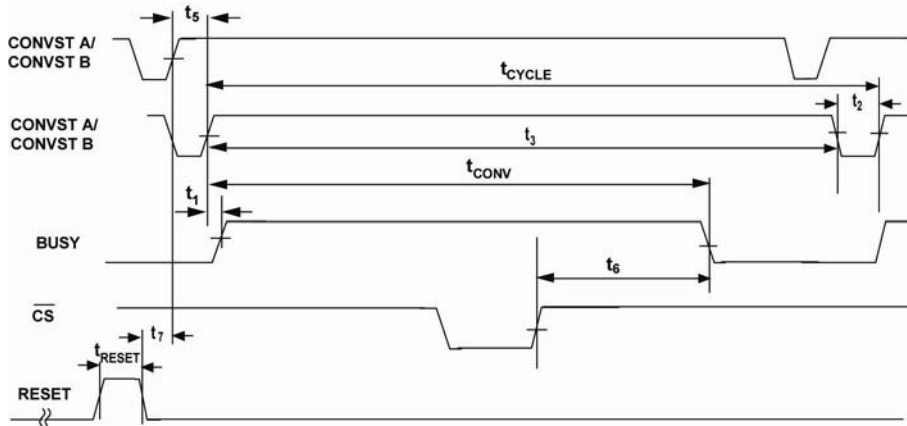 t5
CONVST A/
CONVST B
tCYCLE
t2
CONVST A/
CONVST B
t3
tCONV
t1
BUSY
t6
CS
t7
tRESET
RESET